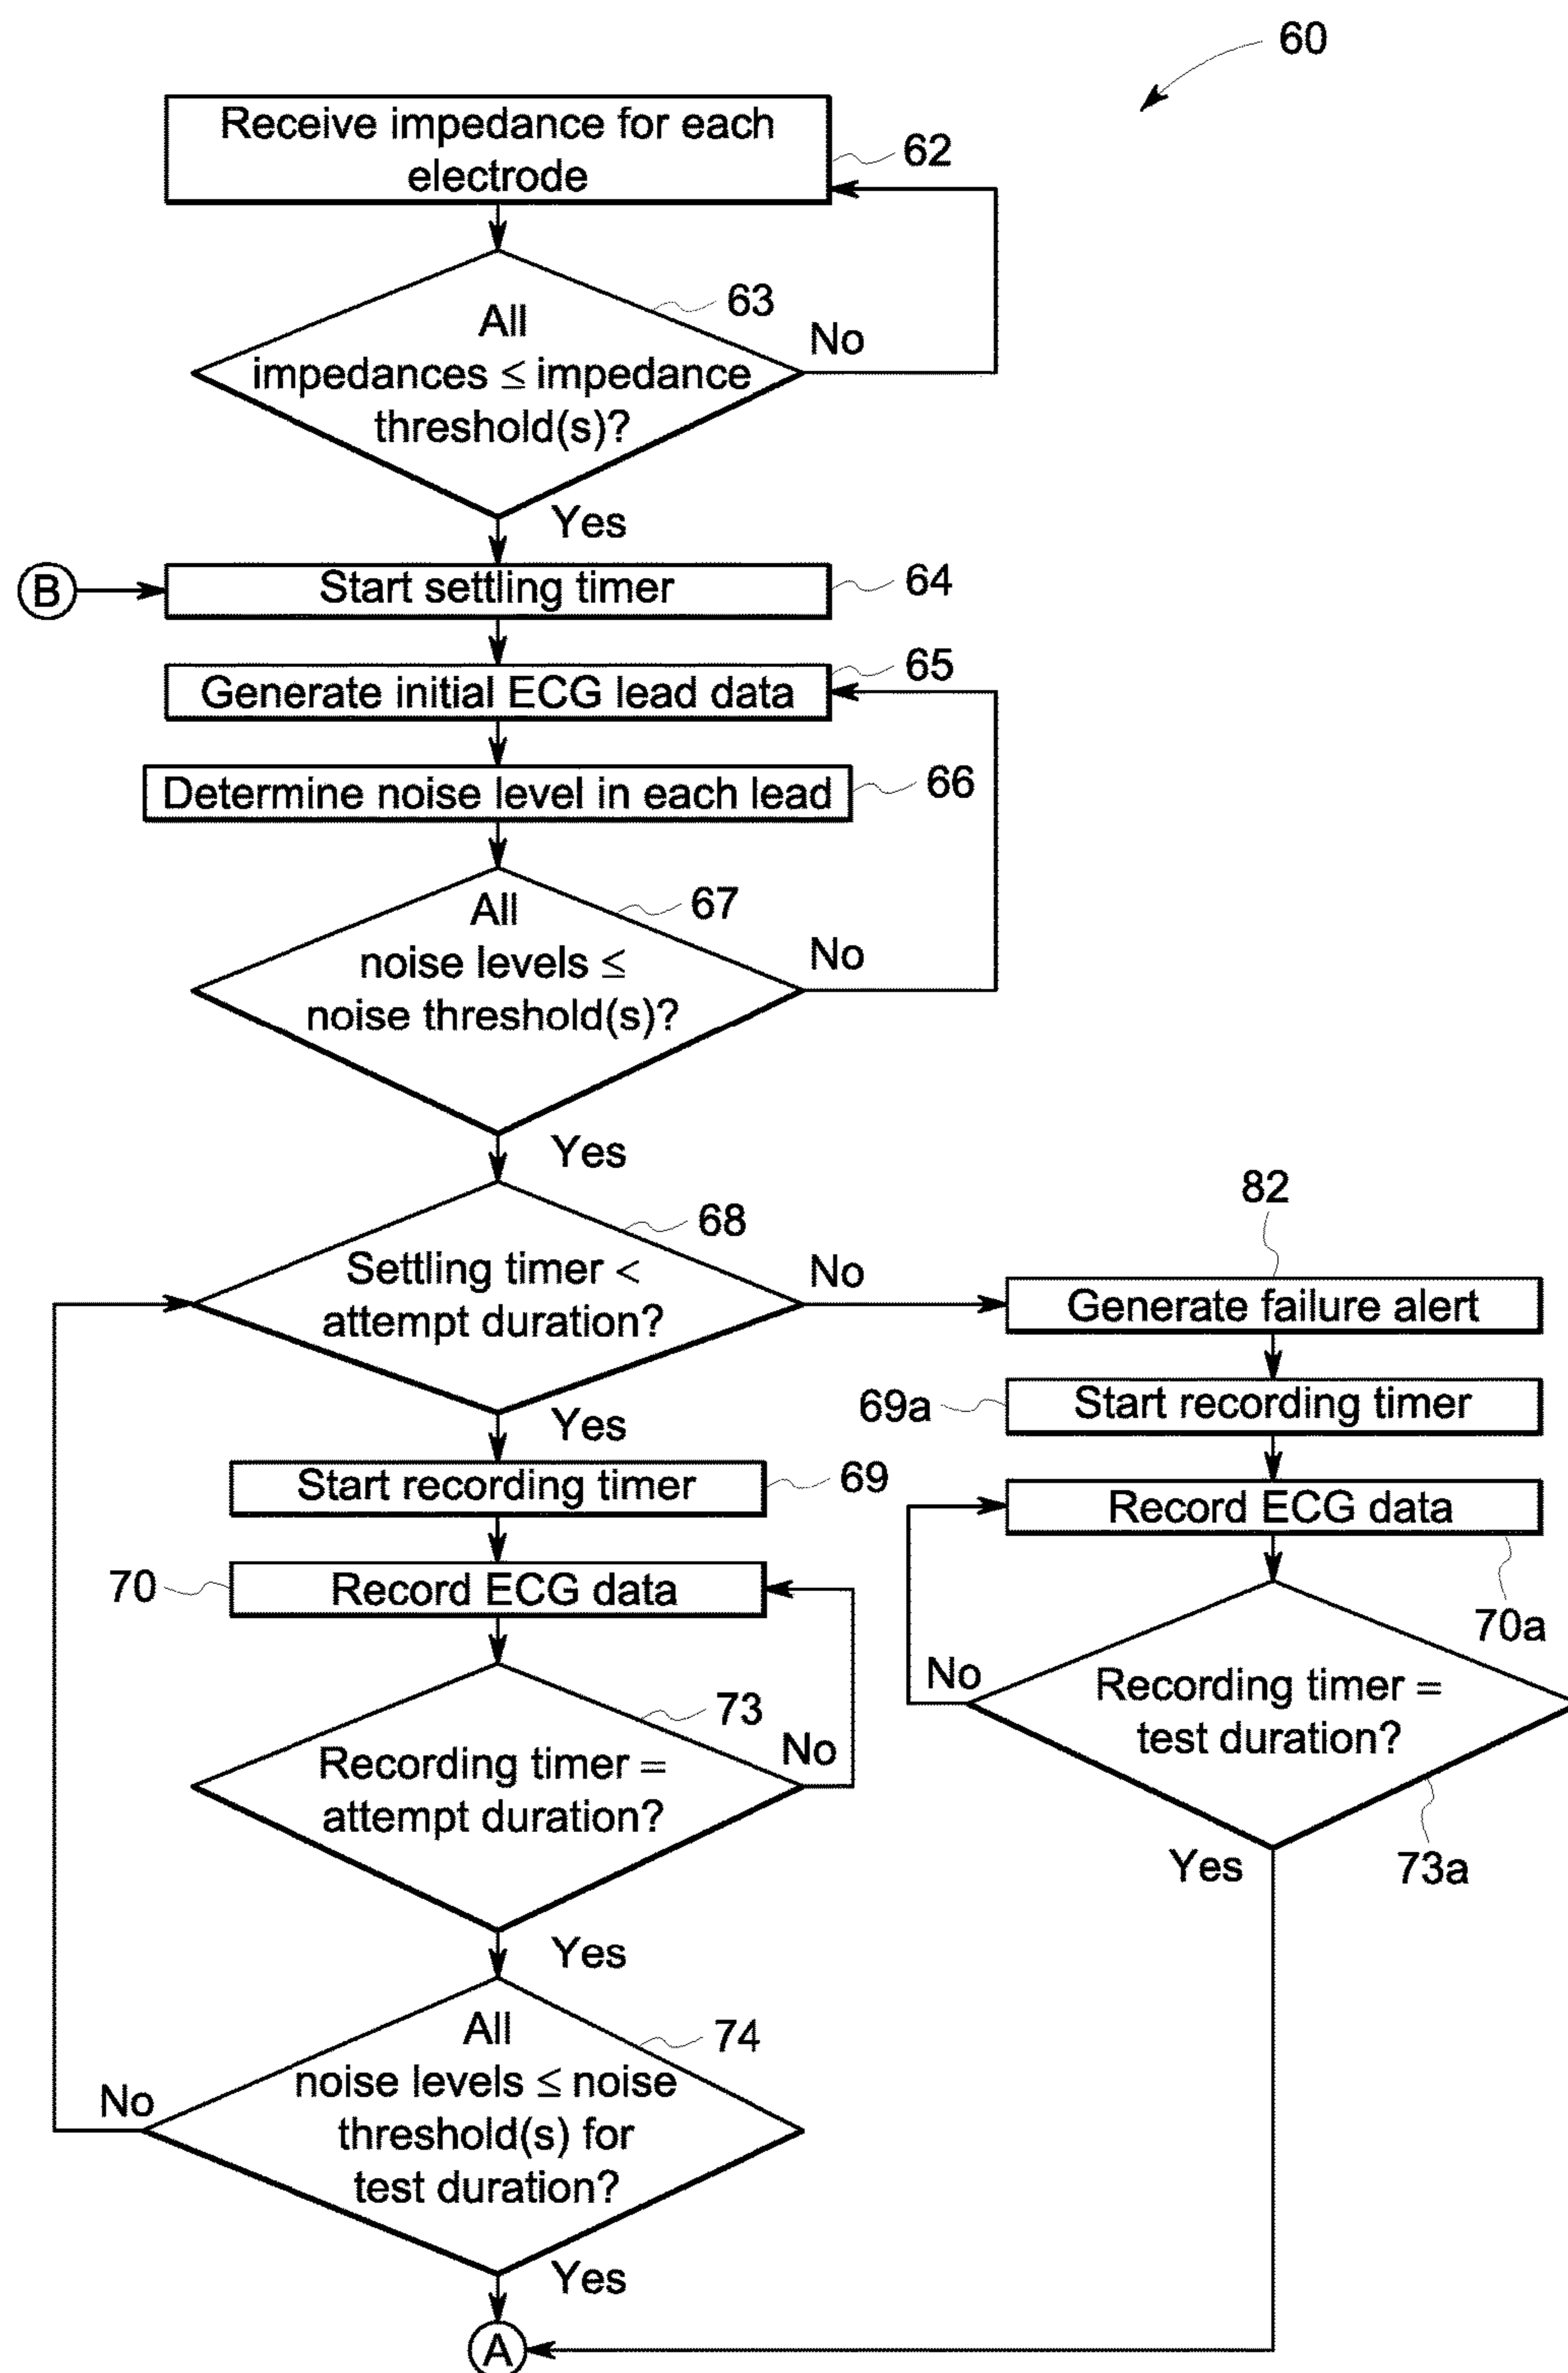 60
Receive impedance for each
electrode
62
All
impedances ≤ impedance
threshold(s)?
63
No
Yes
B
Start settling timer
64
Generate initial ECG lead data
65
Determine noise level in each lead
66
All
noise levels ≤
noise threshold(s)?
67
No
Yes
Settling timer <
attempt duration?
68
No
Yes
82
Generate failure alert
69a
Start recording timer
Record ECG data
70a
Recording timer =
test duration?
No
Yes
73a
Start recording timer
69
70
Record ECG data
Recording timer =
attempt duration?
73
No
Yes
All
noise levels ≤ noise
threshold(s) for
test duration?
74
No
Yes
A